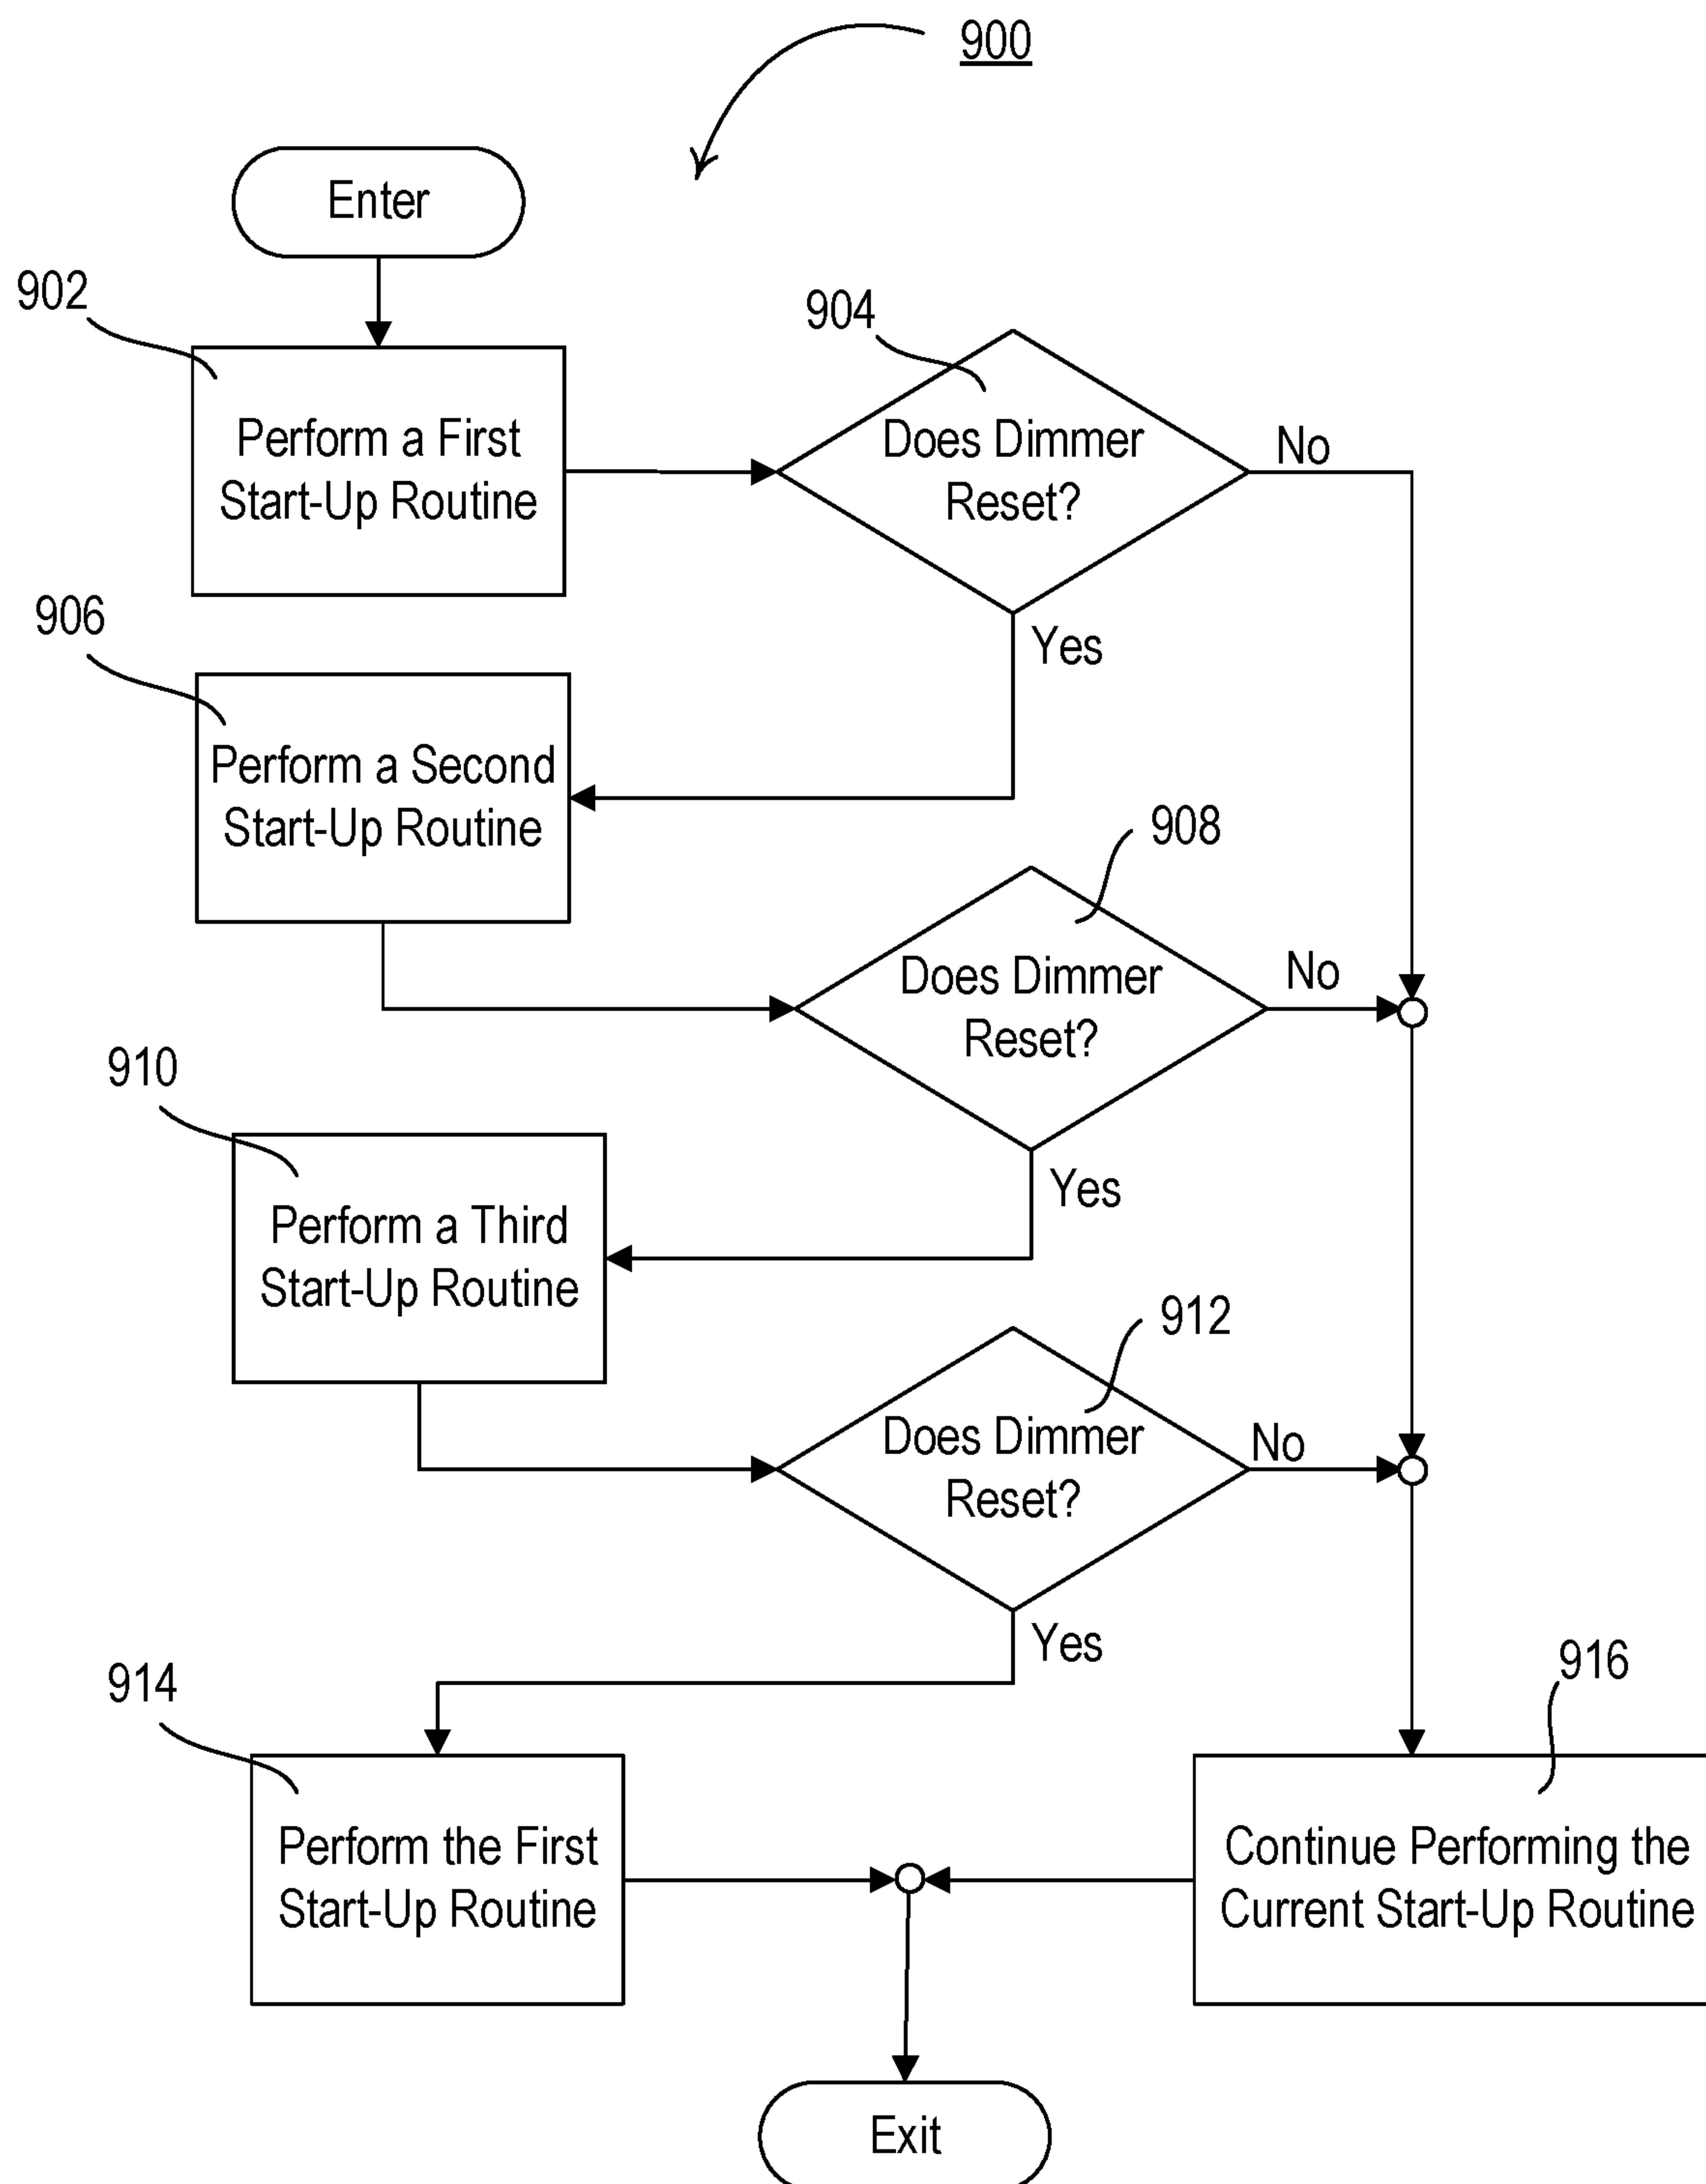 900
Enter
902
904
Perform a First
Start-Up Routine
Does Dimmer
Reset?
No
Yes
906
Perform a Second
Start-Up Routine
908
Does Dimmer
Reset?
No
Yes
910
Perform a Third
Start-Up Routine
912
Does Dimmer
Reset?
No
Yes
914
916
Perform the First
Start-Up Routine
Continue Performing the
Current Start-Up Routine
Exit